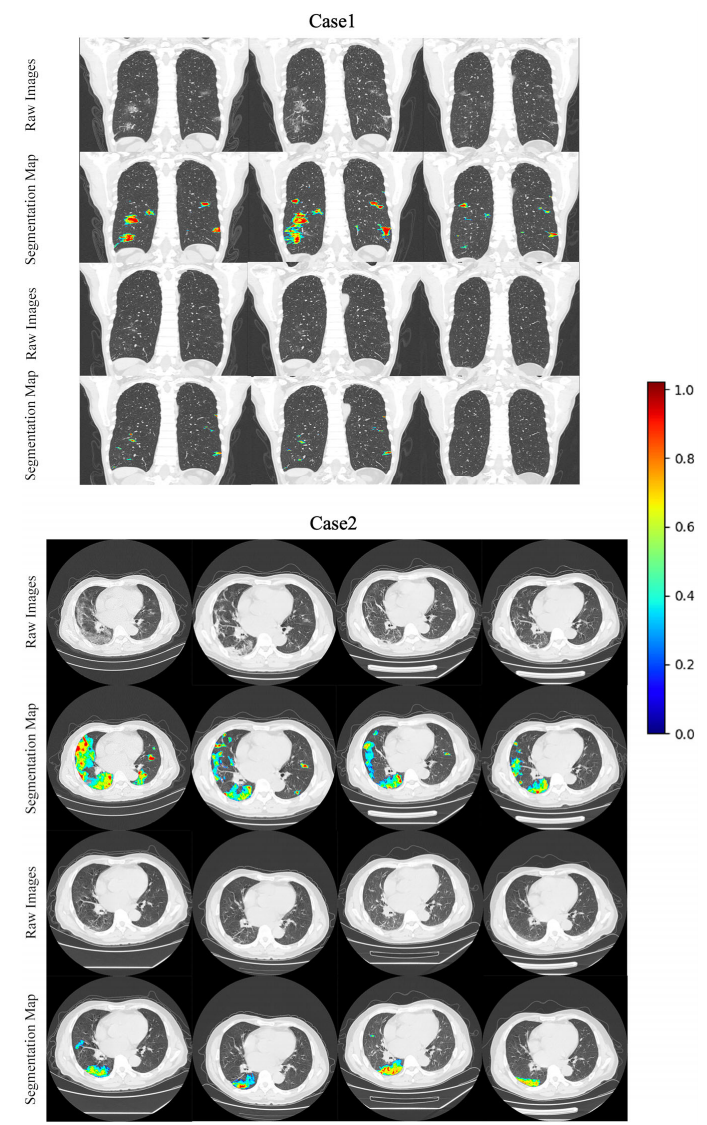 Case1
Raw Images
Segmentation Map
Raw Images
Segmentation Map
1.0
0.8
0.6
0.4
0.2
0.0
Case2
Raw Images
Segmentation Map
Raw Images
Segmentation Map